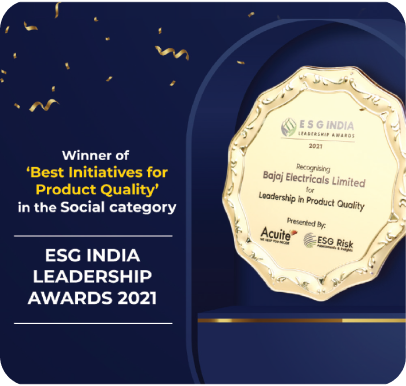 Winner of
‘Best Initiatives for
Product Quality’
in the Social category
ESG INDIA
LEADERSHIP
AWARDS 2021
E S G INDIA
LEADERSHIP AWARDS
2021
Recognising
Bajaj Electricals Limited
for
Leadership in Product Quality
Presented By:
Acuite
ESG Risk